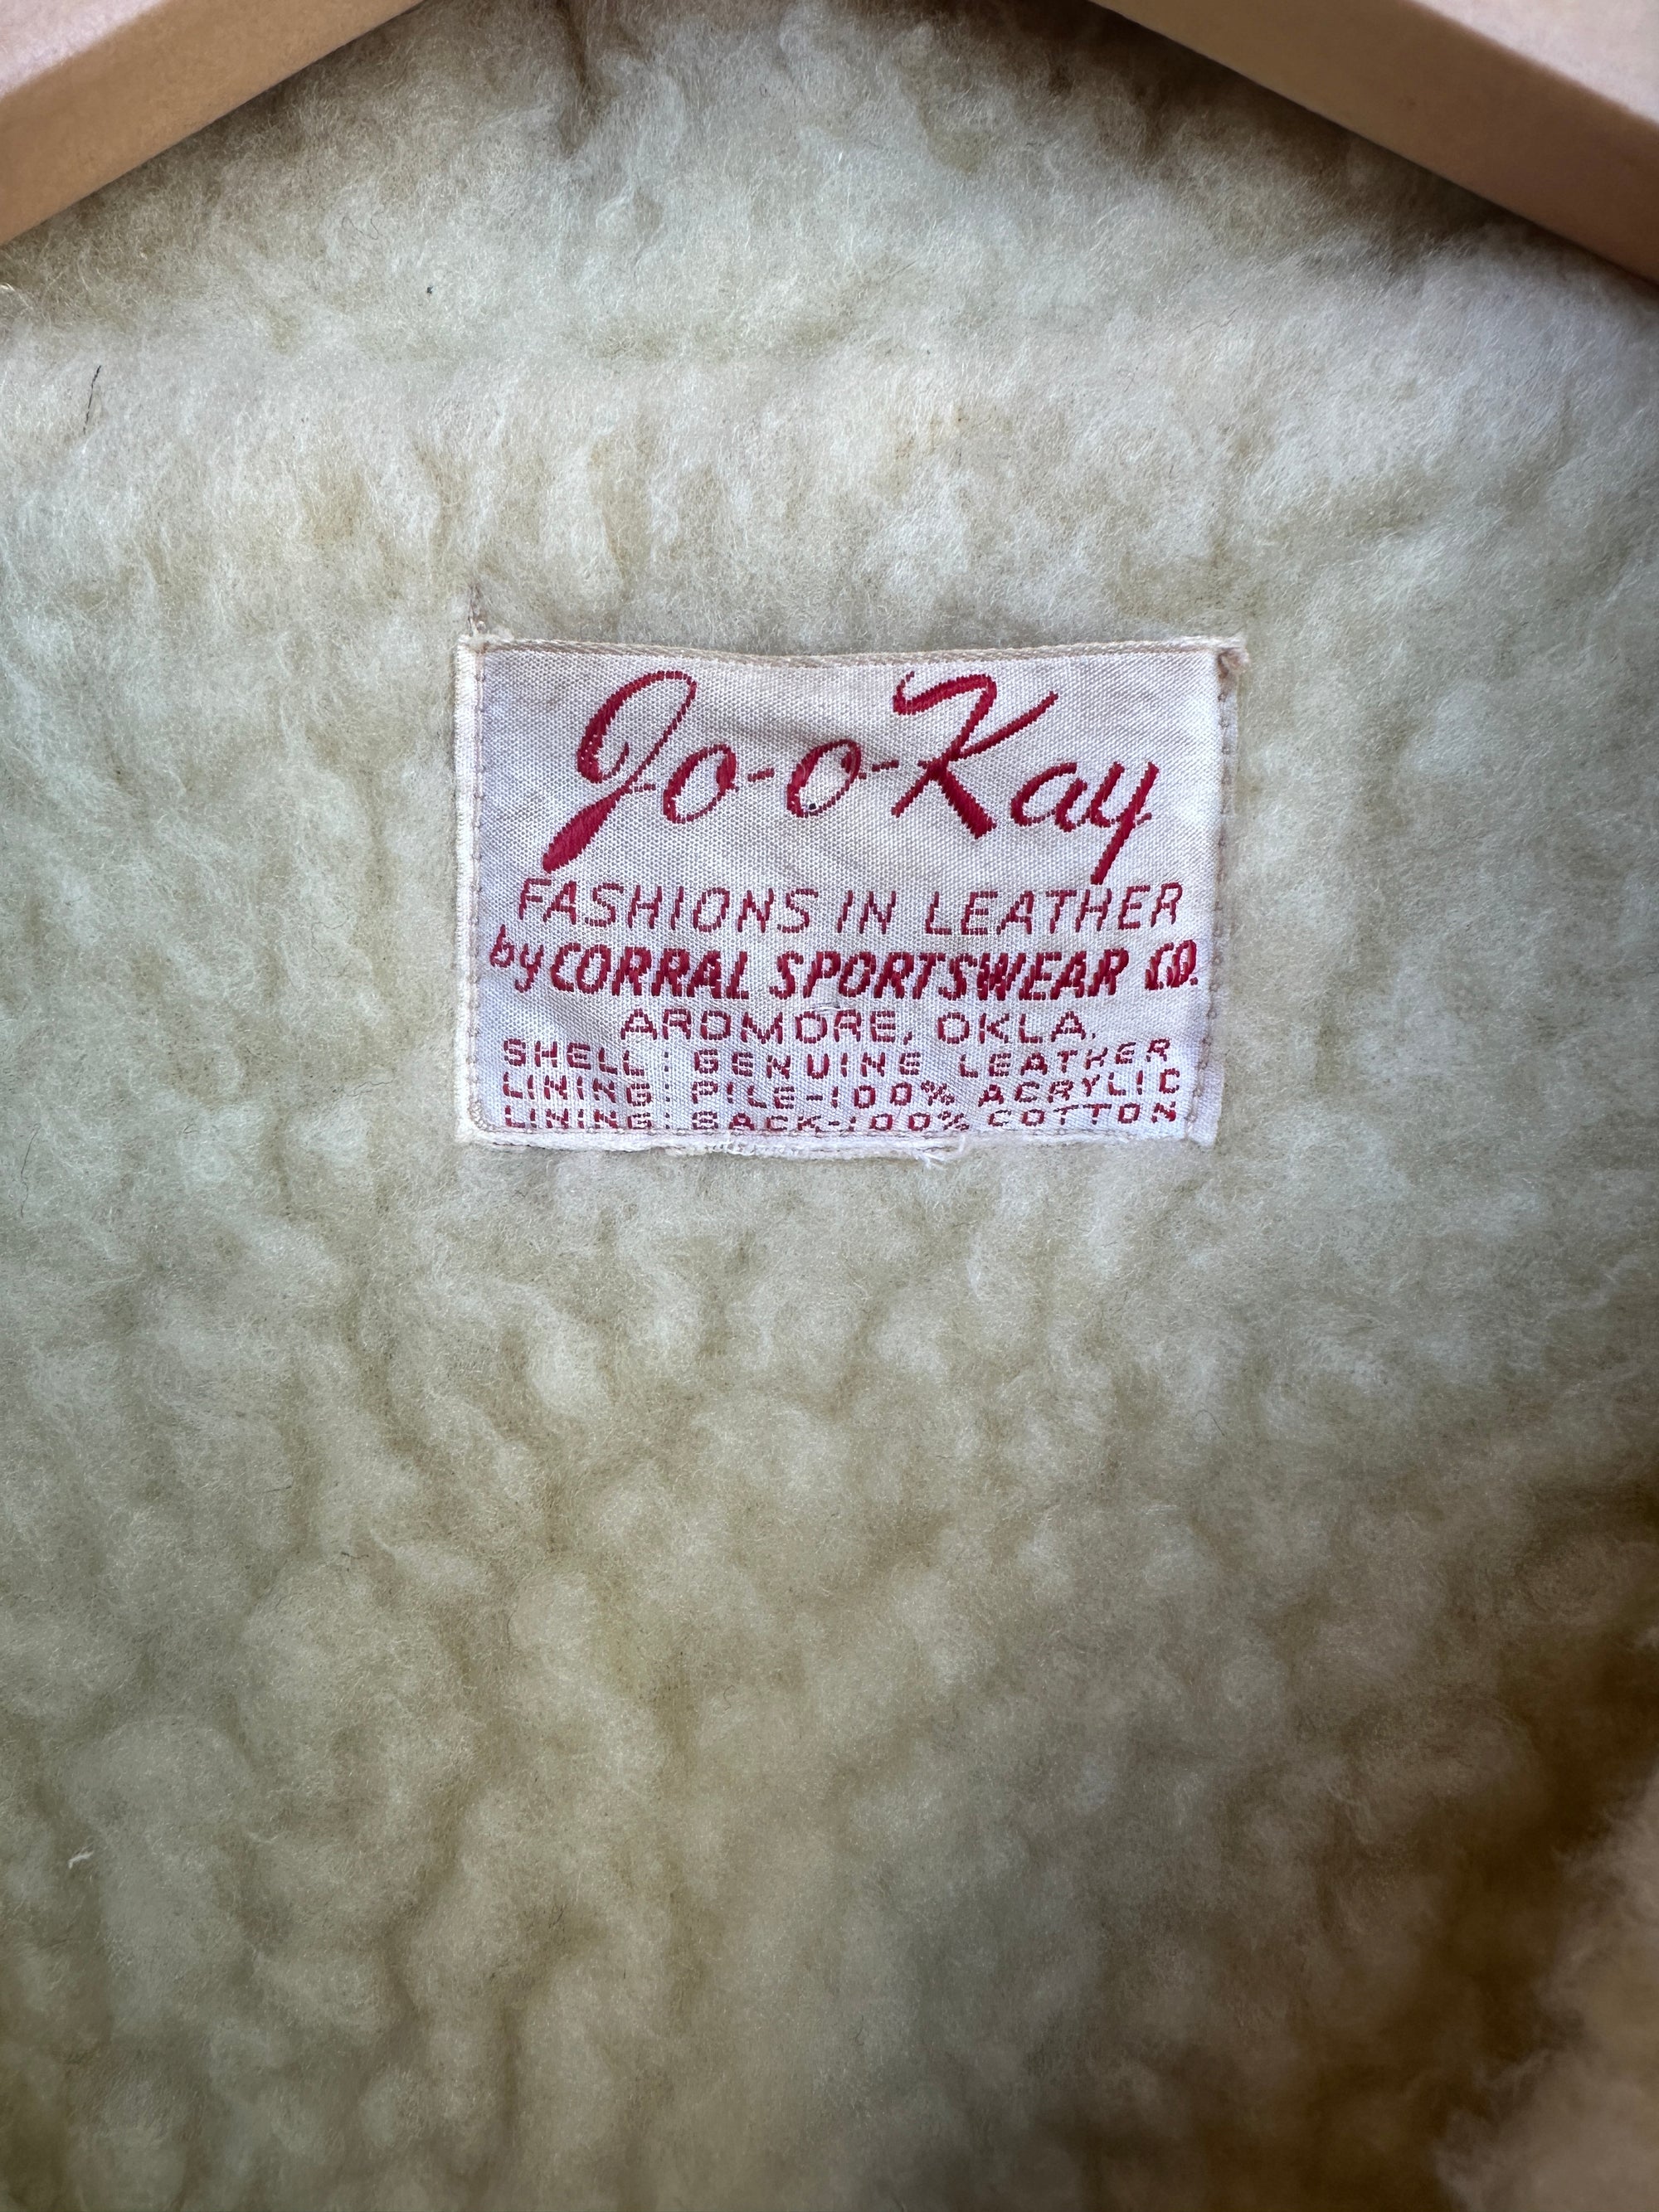 Jo-o-Kay
FASHIONS IN LEATHER
by CORRAL SPORTSWEAR CO.
ARDMORE, OKLA.
SHELL: GENUINE LEATHER
LINING: PILE-100% ACRYLIC
LINING: BACK-100% COTTON